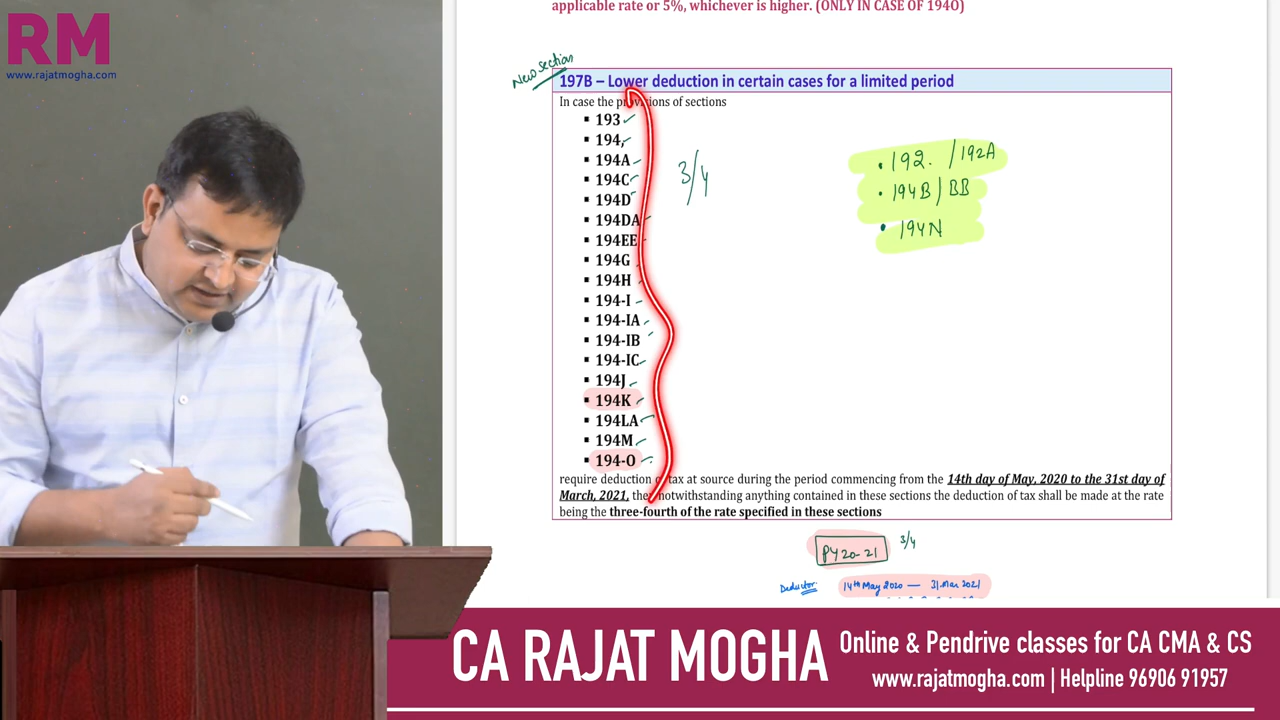 RM
www.rajatmogha.com
applicable rate or 5%, whichever is higher. (ONLY IN CASE OF 194O)
New section
197B – Lower deduction in certain cases for a limited period
In case the provisions of sections
▪ 193
▪ 194,
▪ 194A
▪ 194C
▪ 194D
▪ 194DA
▪ 194EE
▪ 194G
▪ 194H
▪ 194-I
▪ 194-IA
▪ 194-IB
▪ 194-IC
▪ 194J
▪ 194K
▪ 194LA
▪ 194M
▪ 194-O
3/4
• 192. / 192A
• 194B / BB
• 194N
require deduction of tax at source during the period commencing from the 14th day of May, 2020 to the 31st day of
March, 2021, then notwithstanding anything contained in these sections the deduction of tax shall be made at the rate
being the three-fourth of the rate specified in these sections
PY 20-21 3/4
Deductor: 14th May 2020 — 31 Mar 2021
CA RAJAT MOGHA
Online & Pendrive classes for CA CMA & CS
www.rajatmogha.com | Helpline 96906 91957